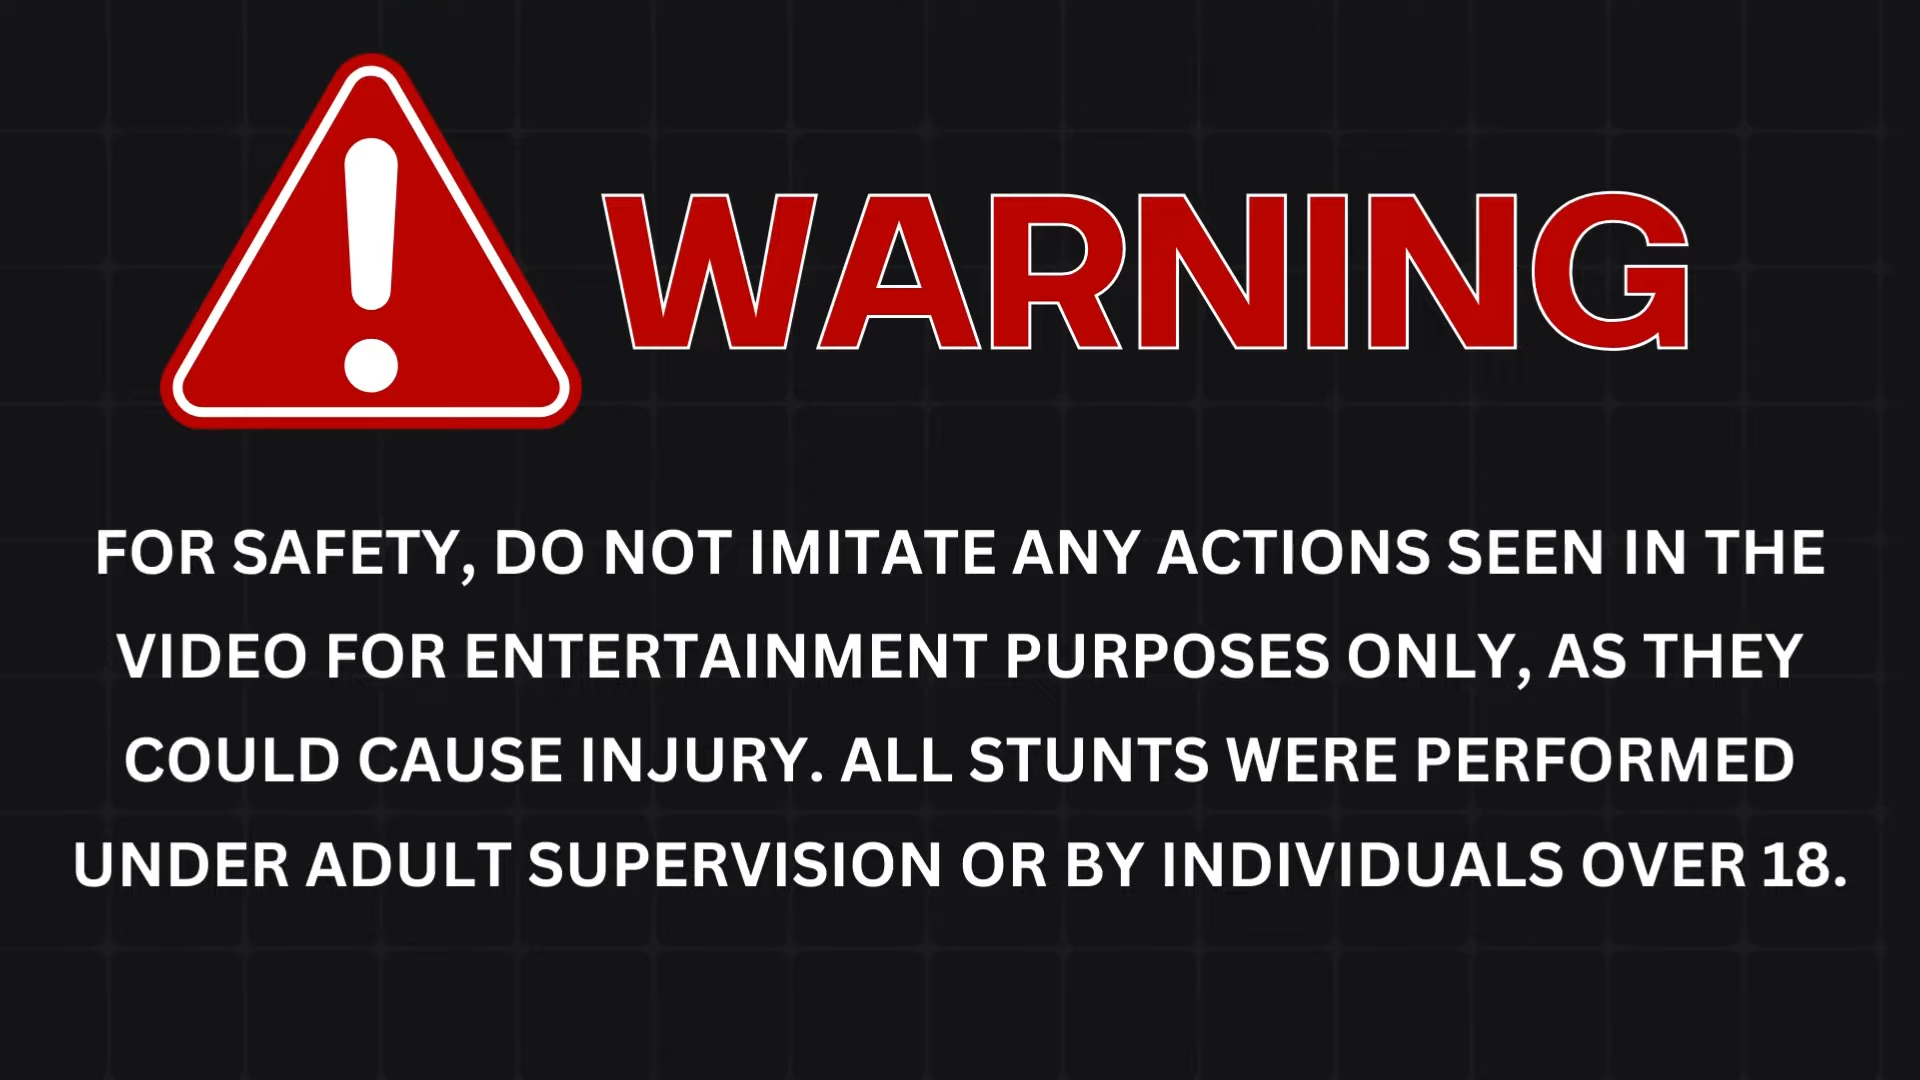 WARNING
FOR SAFETY, DO NOT IMITATE ANY ACTIONS SEEN IN THE
VIDEO FOR ENTERTAINMENT PURPOSES ONLY, AS THEY
COULD CAUSE INJURY. ALL STUNTS WERE PERFORMED
UNDER ADULT SUPERVISION OR BY INDIVIDUALS OVER 18.